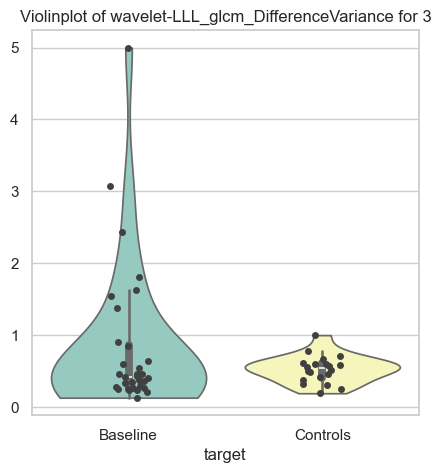 Violinplot of wavelet-LLL_glcm_DifferenceVariance for 3
5
4
3
2
1
0
Baseline Controls
target